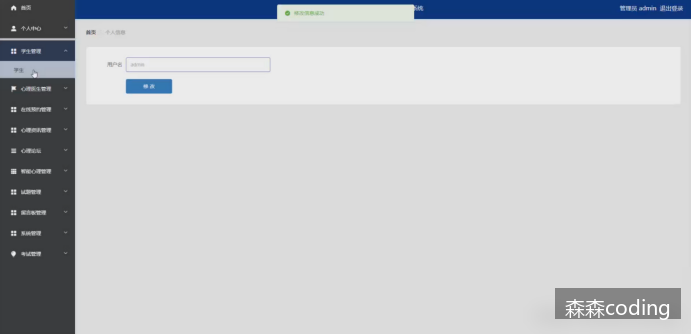 首页
个人中心
学生管理
学生
心理医生管理
在线预约管理
心理资讯管理
心理论坛
智能心理管理
试题管理
留言板管理
系统管理
考试管理
修改信息成功
系统
管理员 admin 退出登录
首页
个人信息
用户名
admin
修改
森森coding